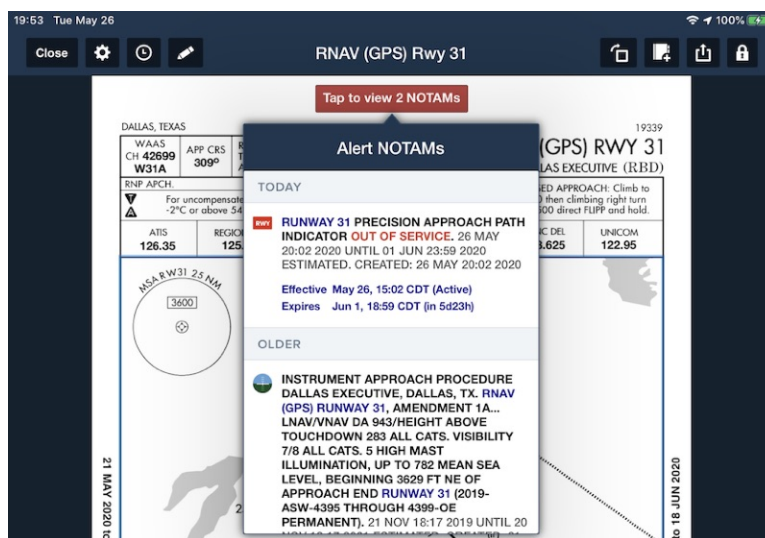 19:53 Tue May 26
100%
Close
RNAV (GPS) Rwy 31
Tap to view 2 NOTAMs
DALLAS, TEXAS
19339
WAAS
CH 42699
W31A
APP CRS
309°
(GPS) RWY 31
LAS EXECUTIVE (RBD)
RNP APCH.
For uncompensate
-2°C or above 54
ED APPROACH: Climb to
then climbing right turn
00 direct FLIPP and hold.
ATIS
126.35
REGIO
125.
C DEL
.625
UNICOM
122.95
MSA RW31 25 NM
3600
Alert NOTAMs
TODAY
RWY
RUNWAY 31 PRECISION APPROACH PATH
INDICATOR OUT OF SERVICE. 26 MAY
20:02 2020 UNTIL 01 JUN 23:59 2020
ESTIMATED. CREATED: 26 MAY 20:02 2020
Effective May 26, 15:02 CDT (Active)
Expires Jun 1, 18:59 CDT (in 5d23h)
OLDER
INSTRUMENT APPROACH PROCEDURE
DALLAS EXECUTIVE, DALLAS, TX. RNAV
(GPS) RUNWAY 31, AMENDMENT 1A...
LNAV/VNAV DA 943/HEIGHT ABOVE
TOUCHDOWN 283 ALL CATS. VISIBILITY
7/8 ALL CATS. 5 HIGH MAST
ILLUMINATION, UP TO 782 MEAN SEA
LEVEL, BEGINNING 3629 FT NE OF
APPROACH END RUNWAY 31 (2019-
ASW-4395 THROUGH 4399-OE
PERMANENT). 21 NOV 18:17 2019 UNTIL 20
21 MAY 2020 to
to 18 JUN 2020